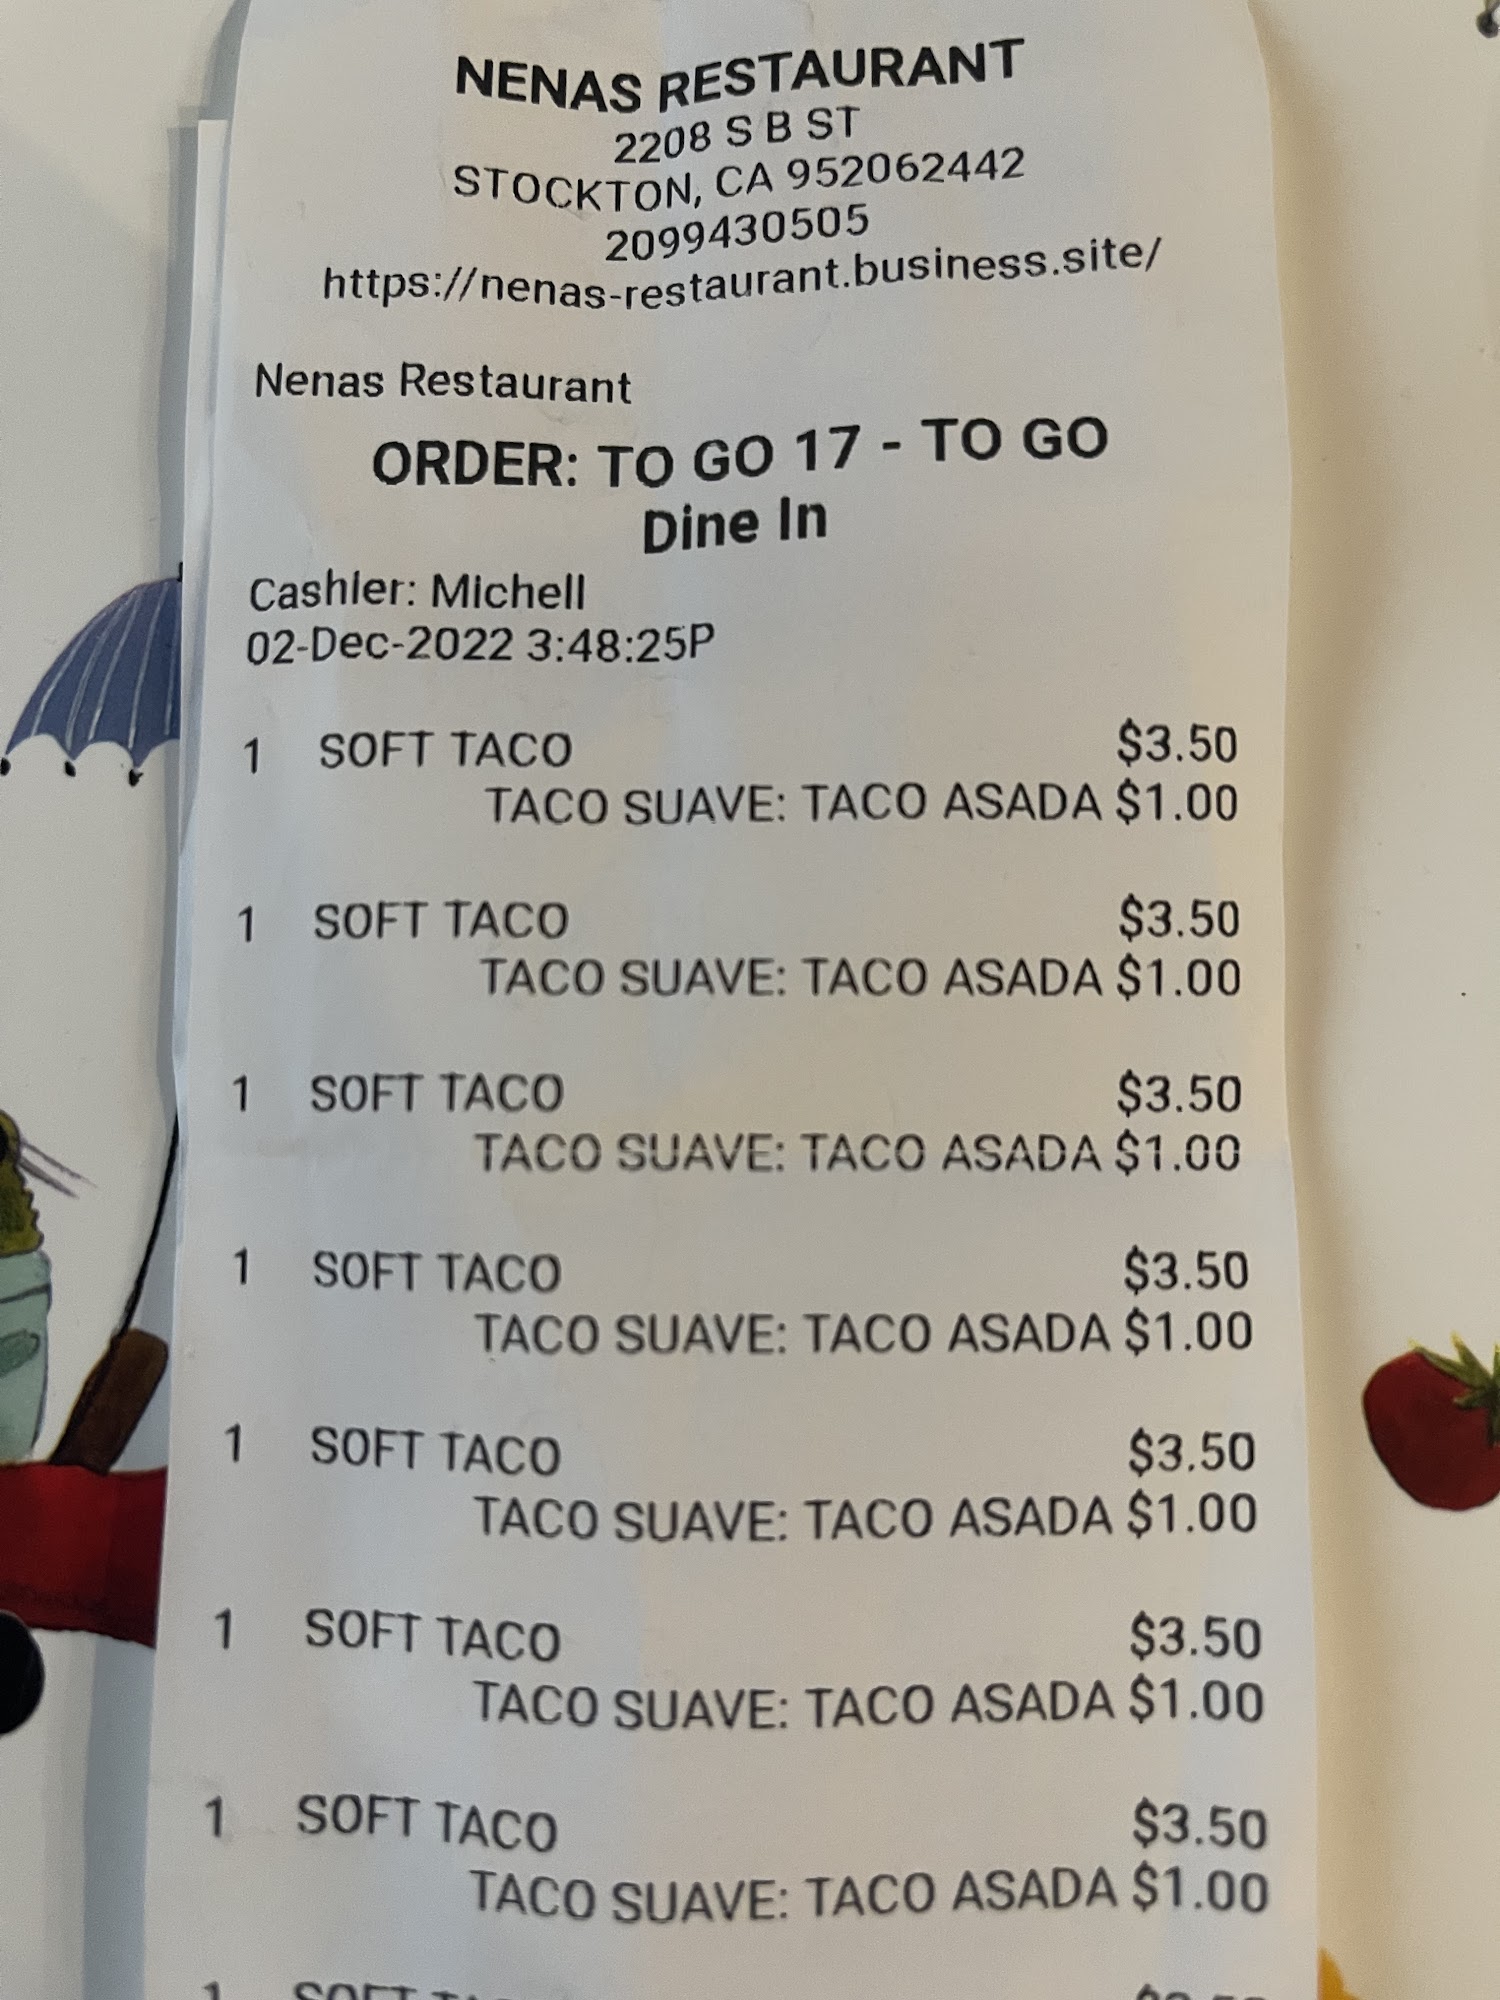 NENAS RESTAURANT
2208 S B ST
STOCKTON, CA 952062442
2099430505
https://nenas-restaurant.business.site/
Nenas Restaurant
ORDER: TO GO 17 - TO GO
Dine In
Cashier: Michell
02-Dec-2022 3:48:25P
1 SOFT TACO $3.50
TACO SUAVE: TACO ASADA $1.00
1 SOFT TACO $3.50
TACO SUAVE: TACO ASADA $1.00
1 SOFT TACO $3.50
TACO SUAVE: TACO ASADA $1.00
1 SOFT TACO $3.50
TACO SUAVE: TACO ASADA $1.00
1 SOFT TACO $3.50
TACO SUAVE: TACO ASADA $1.00
1 SOFT TACO $3.50
TACO SUAVE: TACO ASADA $1.00
1 SOFT TACO $3.50
TACO SUAVE: TACO ASADA $1.00
1 SOFT